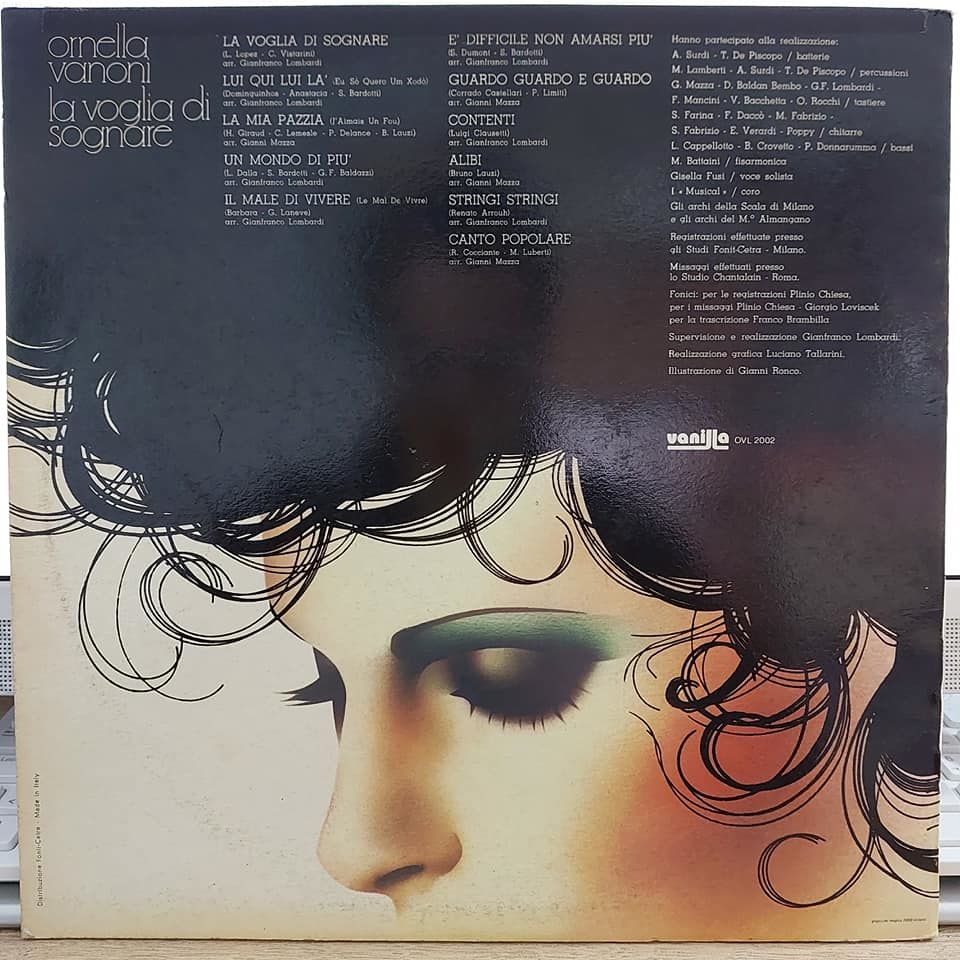 ornella
vanoni
la voglia di
sognare
LA VOGLIA DI SOGNARE
(L. Lopez - C. Vistarini)
arr. Gianfranco Lombardi
LUI QUI LUI LA' (Eu Sò Quero Um Xodò)
(Dominguinhos - Anastacia - S. Bardotti)
arr. Gianfranco Lombardi
LA MIA PAZZIA (J'Aimais Un Fou)
(H. Giraud - C. Lemesle - P. Delance - B. Lauzi)
arr. Gianni Mazza
UN MONDO DI PIU'
(L. Dalla - S. Bardotti - G.F. Baldazzi)
arr. Gianfranco Lombardi
IL MALE DI VIVERE (Le Mal De Vivre)
(Barbara - G. Laneve)
arr. Gianfranco Lombardi
E' DIFFICILE NON AMARSI PIU'
(S. Dumont - S. Bardotti)
arr. Gianfranco Lombardi
GUARDO GUARDO E GUARDO
(Corrado Castellari - P. Limiti)
arr. Gianni Mazza
CONTENTI
(Luigi Clausetti)
arr. Gianfranco Lombardi
ALIBI
(Bruno Lauzi)
arr. Gianni Mazza
STRINGI STRINGI
(Renato Arrouh)
arr. Gianfranco Lombardi
CANTO POPOLARE
(R. Cocciante - M. Luberti)
arr. Gianni Mazza
Hanno partecipato alla realizzazione:
A. Surdi - T. De Piscopo / batterie
M. Lamberti - A. Surdi - T. De Piscopo / percussioni
G. Mazza - D. Baldan Bembo - G.F. Lombardi -
F. Mancini - V. Bacchetta - O. Rocchi / tastiere
S. Farina - F. Daccò - M. Fabrizio -
S. Fabrizio - E. Verardi - Poppy / chitarre
L. Cappellotto - B. Crovetto - P. Donnarumma / bassi
M. Battaini / fisarmonica
Gisella Fusi / voce solista
I « Musical » / coro
Gli archi della Scala di Milano
e gli archi del M.º Almangano
Registrazioni effettuate presso
gli Studi Fonit-Cetra - Milano.
Missaggi effettuati presso
lo Studio Chantalain - Roma.
Fonici: per le registrazioni Plinio Chiesa,
per i missaggi Plinio Chiesa - Giorgio Loviscek
per la trascrizione Franco Brambilla
Supervisione e realizzazione Gianfranco Lombardi.
Realizzazione grafica Luciano Tallarini.
Illustrazione di Gianni Ronco.
vanilla OVL 2002
Distribuzione Fonit-Cetra - Made in Italy